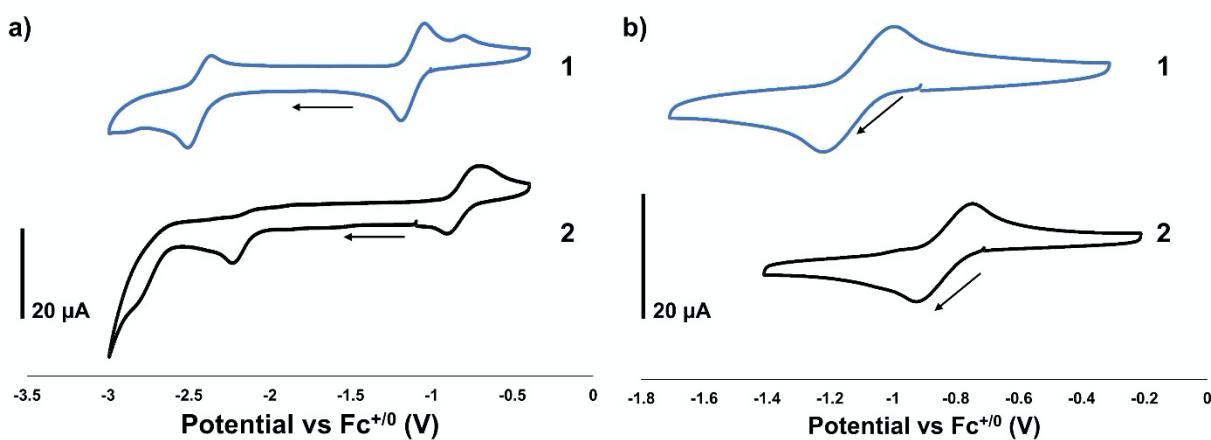 a)
1
2
20 µA
-3.5 -3 -2.5 -2 -1.5 -1 -0.5 0
Potential vs Fc+/0 (V)
b)
1
2
20 µA
-1.8 -1.6 -1.4 -1.2 -1 -0.8 -0.6 -0.4 -0.2 0
Potential vs Fc+/0 (V)